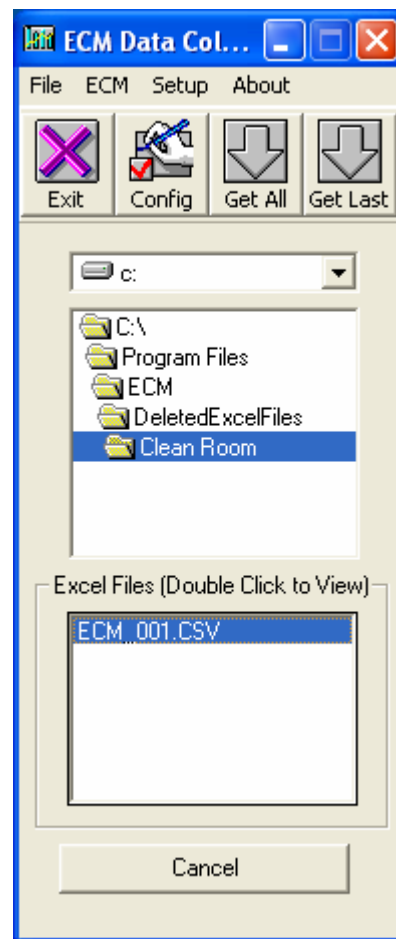 ECM Data Col...
File ECM Setup About
Exit Config Get All Get Last
c:
C:\
Program Files
ECM
DeletedExcelFiles
Clean Room
Excel Files (Double Click to View)
ECM_001.CSV
Cancel